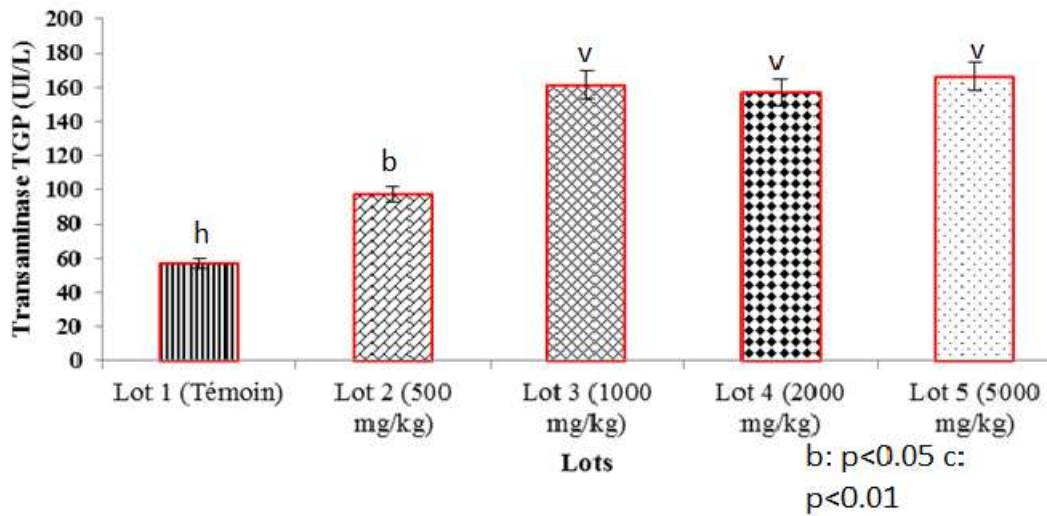 Transaminase TGP (UI/L)
200
180
160
140
120
100
80
60
40
20
0
h
b
v
v
v
Lot 1 (Témoin)
Lot 2 (500
mg/kg)
Lot 3 (1000
mg/kg)
Lot 4 (2000
mg/kg)
Lot 5 (5000
mg/kg)
Lots
b: p<0.05 c:
p<0.01